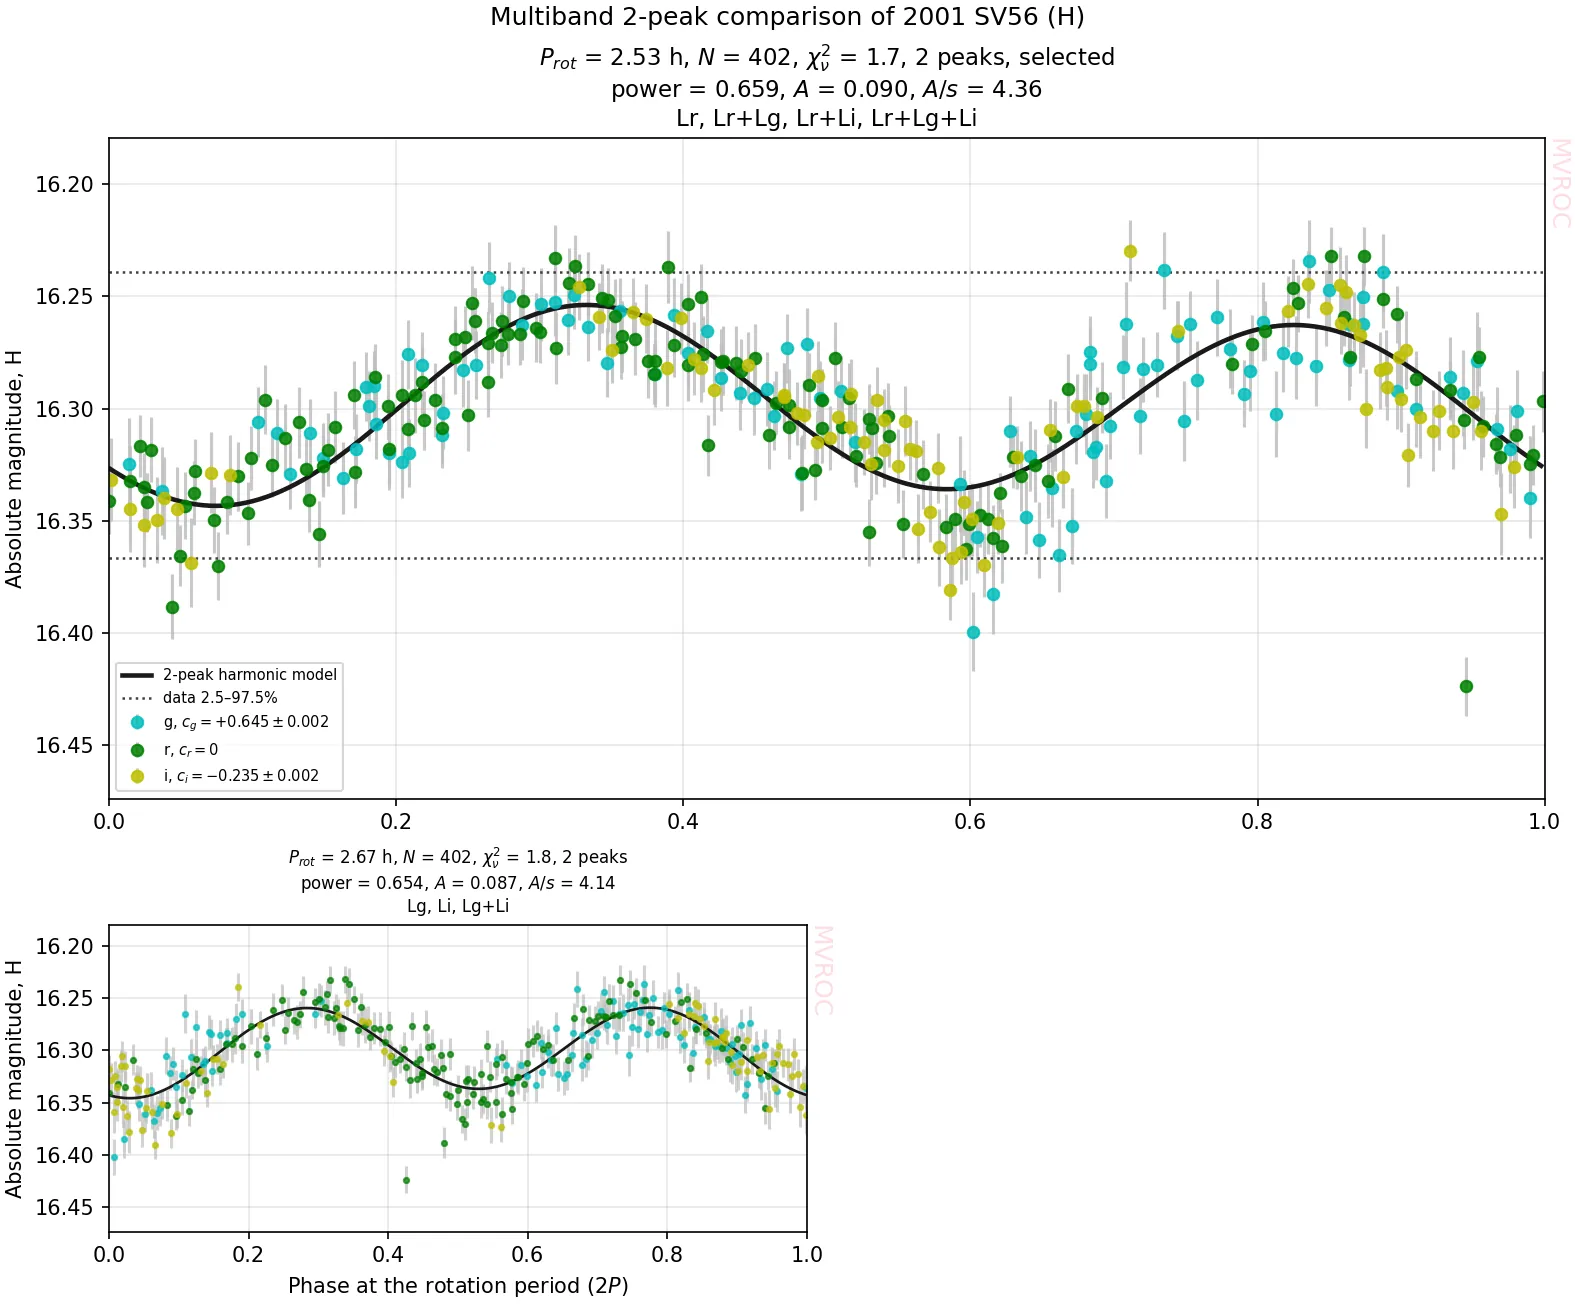 Multiband 2-peak comparison of 2001 SV56 (H)
P_rot = 2.53 h, N = 402, χ²_ν = 1.7, 2 peaks, selected
power = 0.659, A = 0.090, A/s = 4.36
Lr, Lr+Lg, Lr+Li, Lr+Lg+Li
MVROC
Absolute magnitude, H
16.20
16.25
16.30
16.35
16.40
16.45
2-peak harmonic model
data 2.5–97.5%
g, c_g = +0.645 ± 0.002
r, c_r = 0
i, c_i = −0.235 ± 0.002
0.0 0.2 0.4 0.6 0.8 1.0
P_rot = 2.67 h, N = 402, χ²_ν = 1.8, 2 peaks
power = 0.654, A = 0.087, A/s = 4.14
Lg, Li, Lg+Li
MVROC
Absolute magnitude, H
16.20
16.25
16.30
16.35
16.40
16.45
0.0 0.2 0.4 0.6 0.8 1.0
Phase at the rotation period (2P)